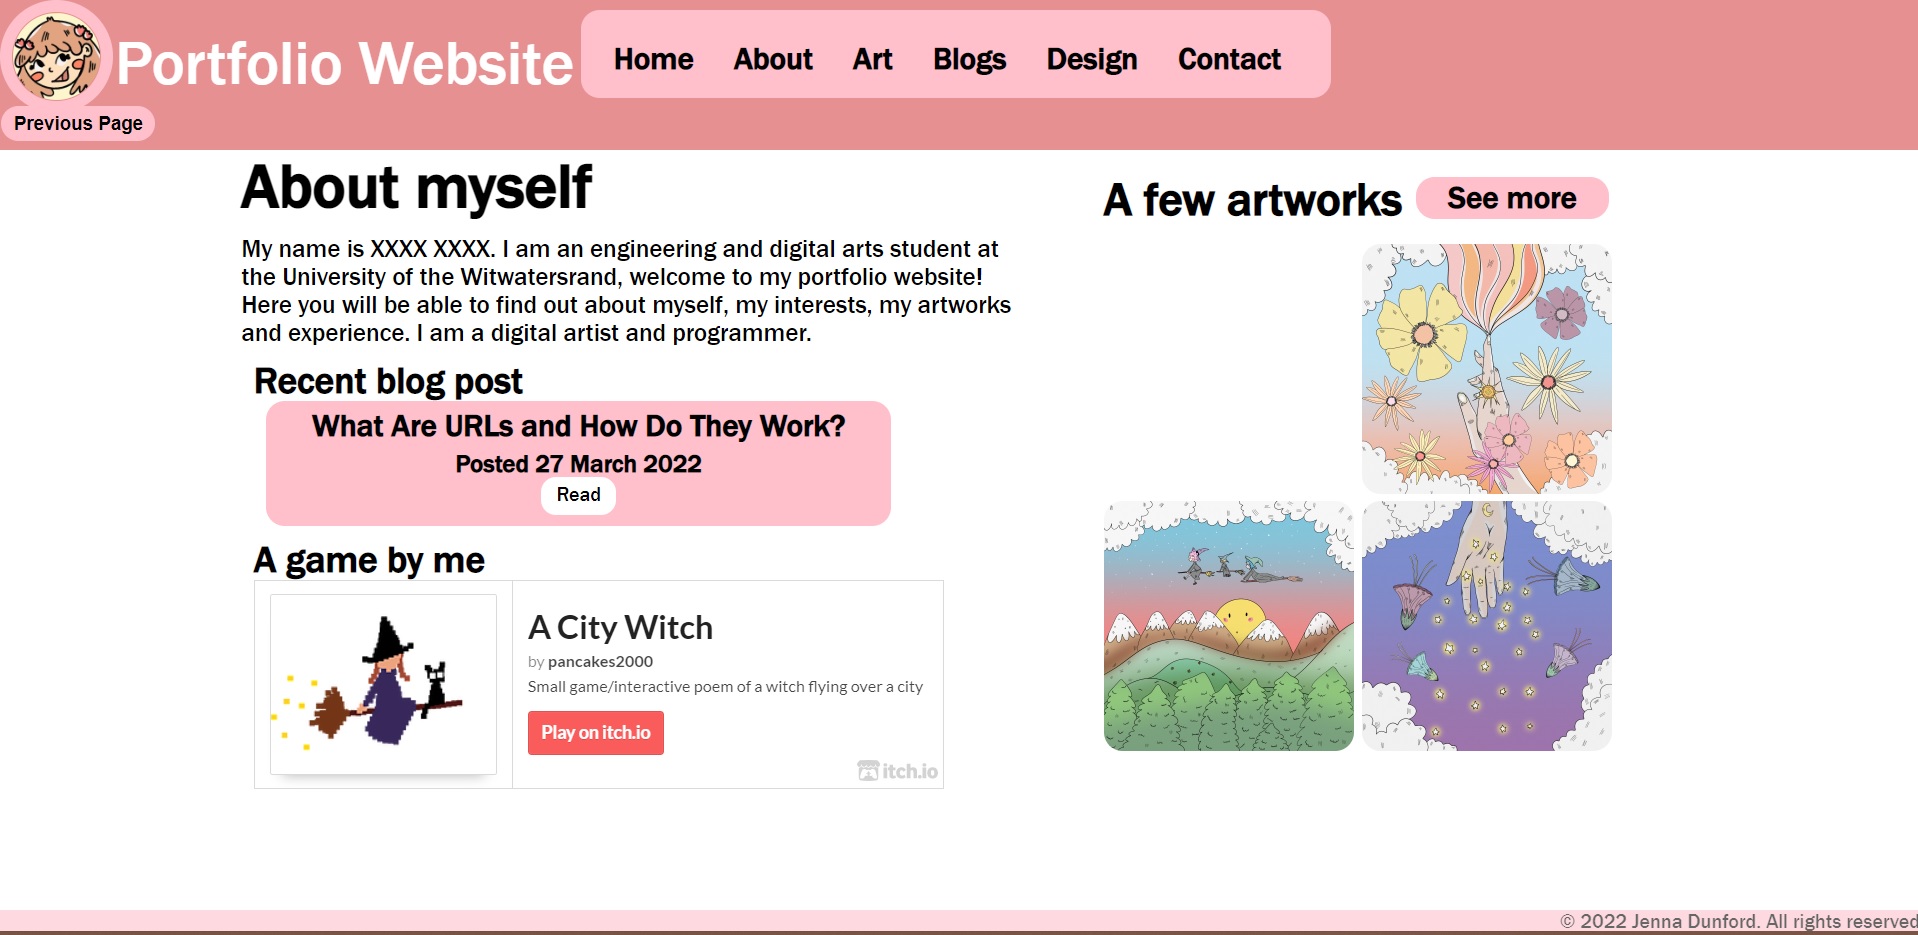 Portfolio Website
Home About Art Blogs Design Contact
Previous Page
About myself
My name is XXXX XXXX. I am an engineering and digital arts student at
the University of the Witwatersrand, welcome to my portfolio website!
Here you will be able to find out about myself, my interests, my artworks
and experience. I am a digital artist and programmer.
Recent blog post
What Are URLs and How Do They Work?
Posted 27 March 2022
Read
A game by me
A City Witch
by pancakes2000
Small game/interactive poem of a witch flying over a city
Play on itch.io
itch.io
A few artworks
See more
© 2022 Jenna Dunford. All rights reserved